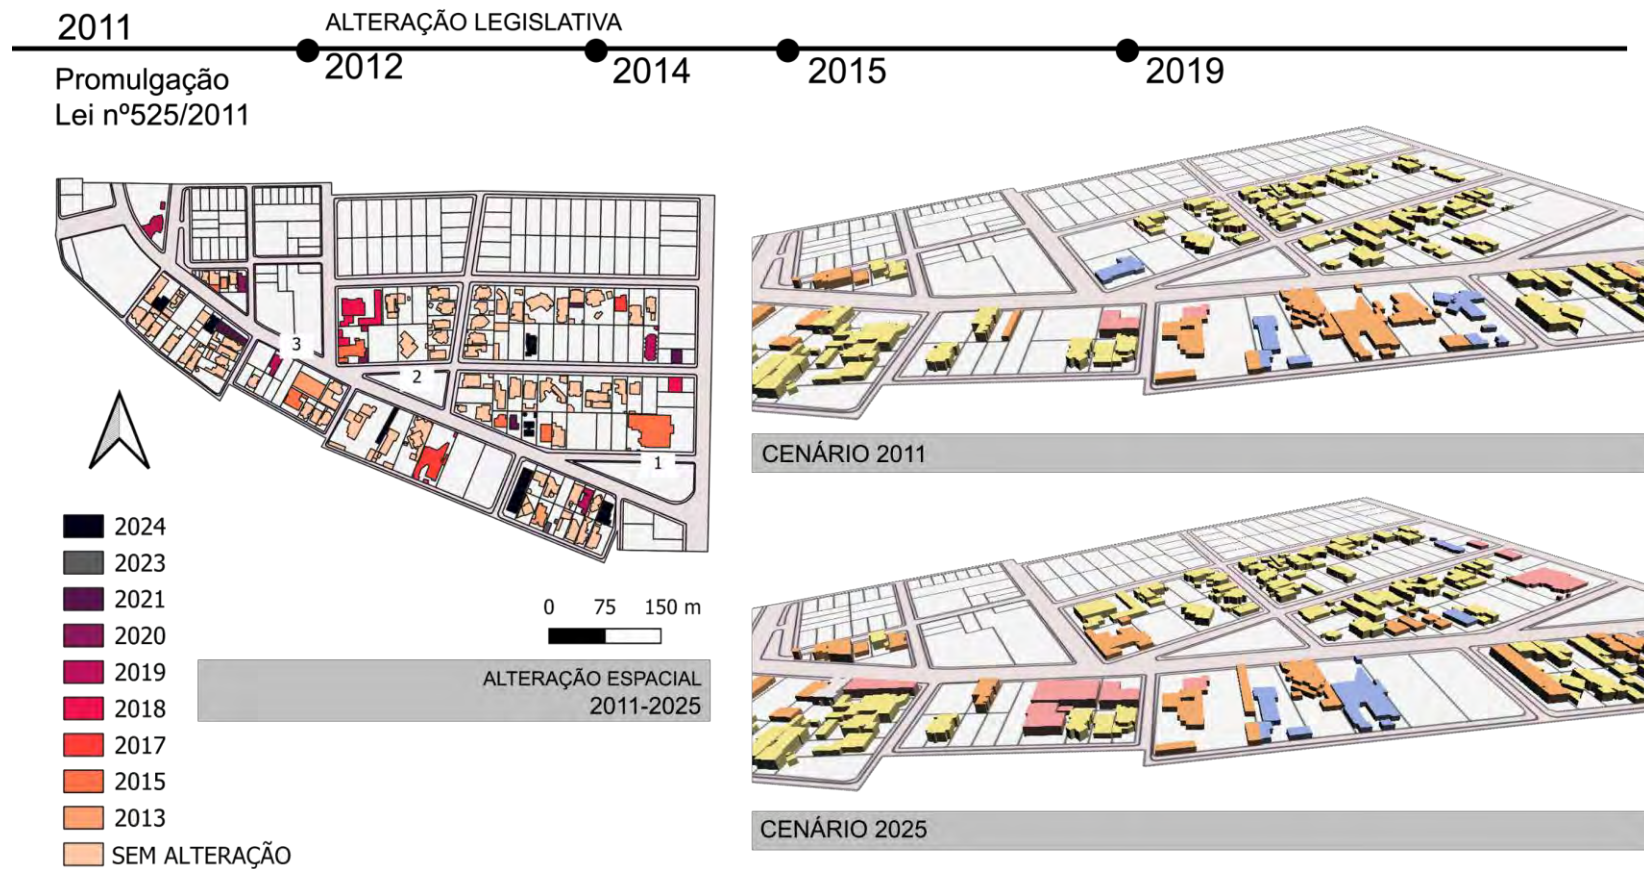 2011
ALTERAÇÃO LEGISLATIVA
2012
2014
2015
2019
Promulgação
Lei nº525/2011
3
2
1
2024
2023
2021
2020
2019
2018
2017
2015
2013
SEM ALTERAÇÃO
0 75 150 m
ALTERAÇÃO ESPACIAL
2011-2025
CENÁRIO 2011
CENÁRIO 2025